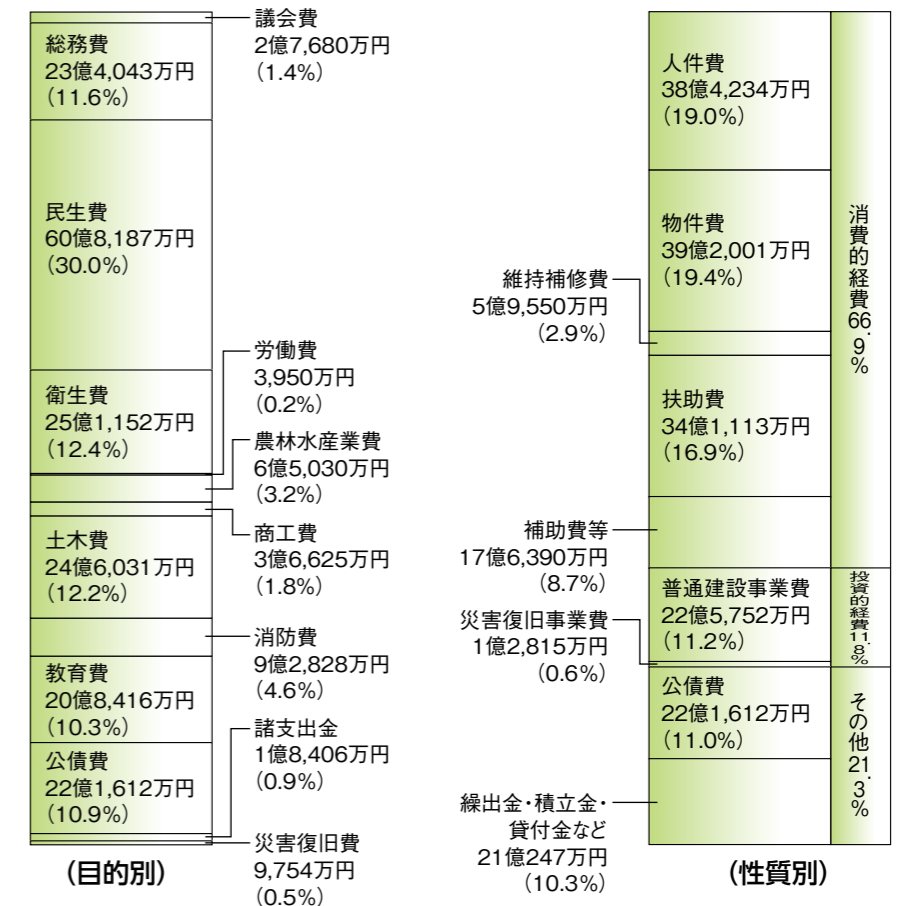 議会費
2億7,680万円
(1.4%)
総務費
23億4,043万円
(11.6%)
民生費
60億8,187万円
(30.0%)
衛生費
25億1,152万円
(12.4%)
労働費
3,950万円
(0.2%)
農林水産業費
6億5,030万円
(3.2%)
商工費
3億6,625万円
(1.8%)
土木費
24億6,031万円
(12.2%)
消防費
9億2,828万円
(4.6%)
教育費
20億8,416万円
(10.3%)
公債費
22億1,612万円
(10.9%)
諸支出金
1億8,406万円
(0.9%)
災害復旧費
9,754万円
(0.5%)
(目的別)
人件費
38億4,234万円
(19.0%)
物件費
39億2,001万円
(19.4%)
維持補修費
5億9,550万円
(2.9%)
扶助費
34億1,113万円
(16.9%)
補助費等
17億6,390万円
(8.7%)
消費的経費66.9%
普通建設事業費
22億5,752万円
(11.2%)
災害復旧事業費
1億2,815万円
(0.6%)
投資的経費11.8%
公債費
22億1,612万円
(11.0%)
繰出金・積立金・
貸付金など
21億247万円
(10.3%)
その他21.3%
(性質別)